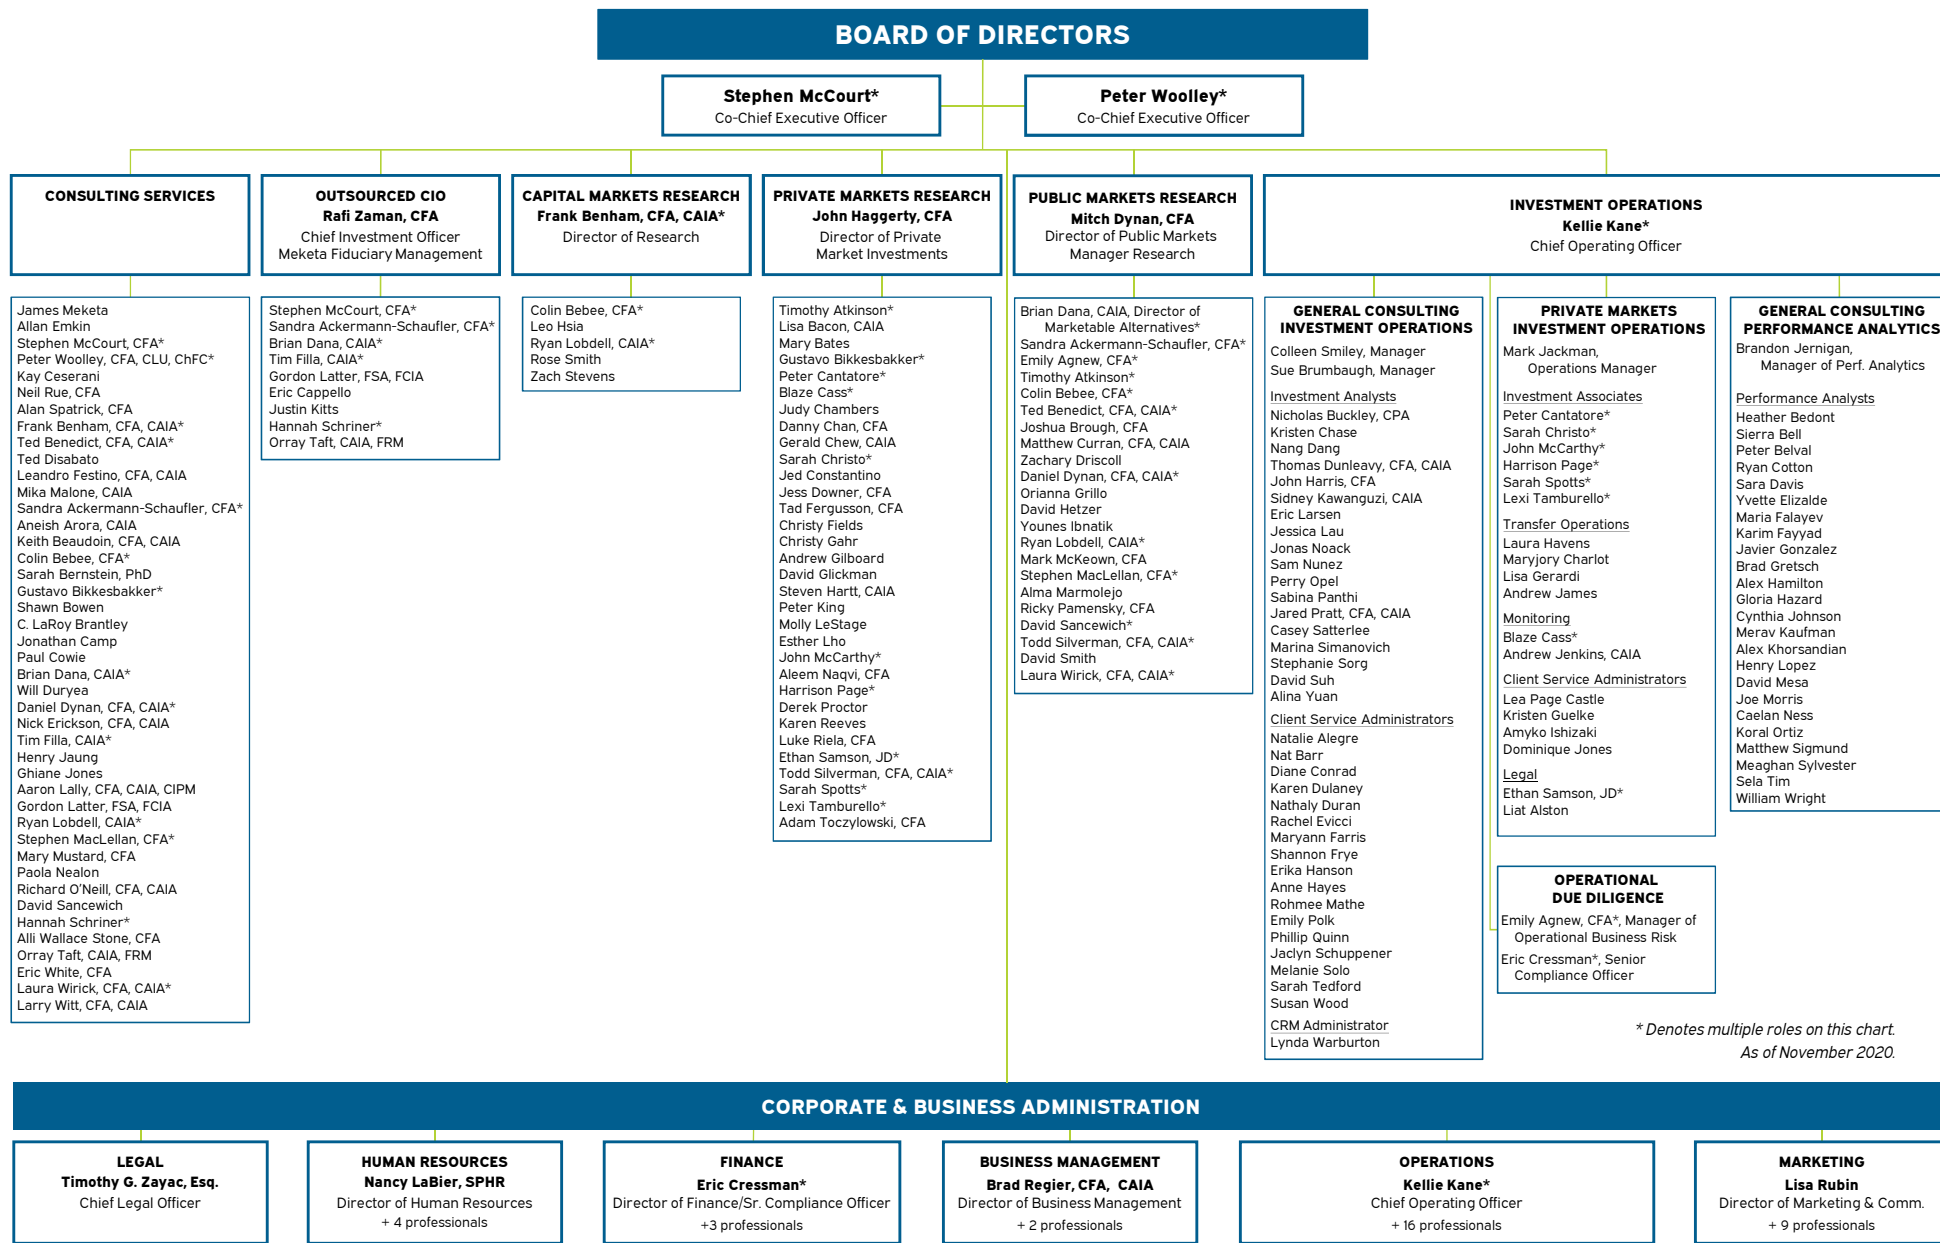 BOARD OF DIRECTORS
Stephen McCourt*
Co-Chief Executive Officer
Peter Woolley*
Co-Chief Executive Officer
CONSULTING SERVICES
James Meketa
Allan Emkin
Stephen McCourt, CFA*
Peter Woolley, CFA, CLU, ChFC*
Kay Ceserani
Neil Rue, CFA
Alan Spatrick, CFA
Frank Benham, CFA, CAIA*
Ted Benedict, CFA, CAIA*
Ted Disabato
Leandro Festino, CFA, CAIA
Mika Malone, CAIA
Sandra Ackermann-Schaufler, CFA*
Aneish Arora, CAIA
Keith Beaudoin, CFA, CAIA
Colin Bebee, CFA*
Sarah Bernstein, PhD
Gustavo Bikkesbakker*
Shawn Bowen
C. LaRoy Brantley
Jonathan Camp
Paul Cowie
Brian Dana, CAIA*
Will Duryea
Daniel Dynan, CFA, CAIA*
Nick Erickson, CFA, CAIA
Tim Filla, CAIA*
Henry Jaung
Ghiane Jones
Aaron Lally, CFA, CAIA, CIPM
Gordon Latter, FSA, FCIA
Ryan Lobdell, CAIA*
Stephen MacLellan, CFA*
Mary Mustard, CFA
Paola Nealon
Richard O'Neill, CFA, CAIA
David Sancewich
Hannah Schriner*
Alli Wallace Stone, CFA
Orray Taft, CAIA, FRM
Eric White, CFA
Laura Wirick, CFA, CAIA*
Larry Witt, CFA, CAIA
OUTSOURCED CIO
Rafi Zaman, CFA
Chief Investment Officer
Meketa Fiduciary Management
Stephen McCourt, CFA*
Sandra Ackermann-Schaufler, CFA*
Brian Dana, CAIA*
Tim Filla, CAIA*
Gordon Latter, FSA, FCIA
Eric Cappello
Justin Kitts
Hannah Schriner*
Orray Taft, CAIA, FRM
CAPITAL MARKETS RESEARCH
Frank Benham, CFA, CAIA*
Director of Research
Colin Bebee, CFA*
Leo Hsia
Ryan Lobdell, CAIA*
Rose Smith
Zach Stevens
PRIVATE MARKETS RESEARCH
John Haggerty, CFA
Director of Private
Market Investments
Timothy Atkinson*
Lisa Bacon, CAIA
Mary Bates
Gustavo Bikkesbakker*
Peter Cantatore*
Blaze Cass*
Judy Chambers
Danny Chan, CFA
Gerald Chew, CAIA
Sarah Christo*
Jed Constantino
Jess Downer, CFA
Tad Fergusson, CFA
Christy Fields
Christy Gahr
Andrew Gilboard
David Glickman
Steven Hartt, CAIA
Peter King
Molly LeStage
Esther Lho
John McCarthy*
Aleem Naqvi, CFA
Harrison Page*
Derek Proctor
Karen Reeves
Luke Riela, CFA
Ethan Samson, JD*
Todd Silverman, CFA, CAIA*
Sarah Spotts*
Lexi Tamburello*
Adam Toczylowski, CFA
PUBLIC MARKETS RESEARCH
Mitch Dynan, CFA
Director of Public Markets
Manager Research
Brian Dana, CAIA, Director of
Marketable Alternatives*
Sandra Ackermann-Schaufler, CFA*
Emily Agnew, CFA*
Timothy Atkinson*
Colin Bebee, CFA*
Ted Benedict, CFA, CAIA*
Joshua Brough, CFA
Matthew Curran, CFA, CAIA
Zachary Driscoll
Daniel Dynan, CFA, CAIA*
Orianna Grillo
David Hetzer
Younes Ibnatik
Ryan Lobdell, CAIA*
Mark McKeown, CFA
Stephen MacLellan, CFA*
Alma Marmolejo
Ricky Pamensky, CFA
David Sancewich*
Todd Silverman, CFA, CAIA*
David Smith
Laura Wirick, CFA, CAIA*
INVESTMENT OPERATIONS
Kellie Kane*
Chief Operating Officer
GENERAL CONSULTING
INVESTMENT OPERATIONS
Colleen Smiley, Manager
Sue Brumbaugh, Manager
Investment Analysts
Nicholas Buckley, CPA
Kristen Chase
Nang Dang
Thomas Dunleavy, CFA, CAIA
John Harris, CFA
Sidney Kawanguzi, CAIA
Eric Larsen
Jessica Lau
Jonas Noack
Sam Nunez
Perry Opel
Sabina Panthi
Jared Pratt, CFA, CAIA
Casey Satterlee
Marina Simanovich
Stephanie Sorg
David Suh
Alina Yuan
Client Service Administrators
Natalie Alegre
Nat Barr
Diane Conrad
Karen Dulaney
Nathaly Duran
Rachel Evicci
Maryann Farris
Shannon Frye
Erika Hanson
Anne Hayes
Rohmee Mathe
Emily Polk
Phillip Quinn
Jaclyn Schuppener
Melanie Solo
Sarah Tedford
Susan Wood
CRM Administrator
Lynda Warburton
PRIVATE MARKETS
INVESTMENT OPERATIONS
Mark Jackman,
Operations Manager
Investment Associates
Peter Cantatore*
Sarah Christo*
John McCarthy*
Harrison Page*
Sarah Spotts*
Lexi Tamburello*
Transfer Operations
Laura Havens
Maryjory Charlot
Lisa Gerardi
Andrew James
Monitoring
Blaze Cass*
Andrew Jenkins, CAIA
Client Service Administrators
Lea Page Castle
Kristen Guelke
Amyko Ishizaki
Dominique Jones
Legal
Ethan Samson, JD*
Liat Alston
OPERATIONAL
DUE DILIGENCE
Emily Agnew, CFA*, Manager of
Operational Business Risk
Eric Cressman*, Senior
Compliance Officer
GENERAL CONSULTING
PERFORMANCE ANALYTICS
Brandon Jernigan,
Manager of Perf. Analytics
Performance Analysts
Heather Bedont
Sierra Bell
Peter Belval
Ryan Cotton
Sara Davis
Yvette Elizalde
Maria Falayev
Karim Fayyad
Javier Gonzalez
Brad Gretsch
Alex Hamilton
Gloria Hazard
Cynthia Johnson
Merav Kaufman
Alex Khorsandian
Henry Lopez
David Mesa
Joe Morris
Caelan Ness
Koral Ortiz
Matthew Sigmund
Meaghan Sylvester
Sela Tim
William Wright
* Denotes multiple roles on this chart.
As of November 2020.
CORPORATE & BUSINESS ADMINISTRATION
LEGAL
Timothy G. Zayac, Esq.
Chief Legal Officer
HUMAN RESOURCES
Nancy LaBier, SPHR
Director of Human Resources
+ 4 professionals
FINANCE
Eric Cressman*
Director of Finance/Sr. Compliance Officer
+3 professionals
BUSINESS MANAGEMENT
Brad Regier, CFA, CAIA
Director of Business Management
+ 2 professionals
OPERATIONS
Kellie Kane*
Chief Operating Officer
+ 16 professionals
MARKETING
Lisa Rubin
Director of Marketing & Comm.
+ 9 professionals